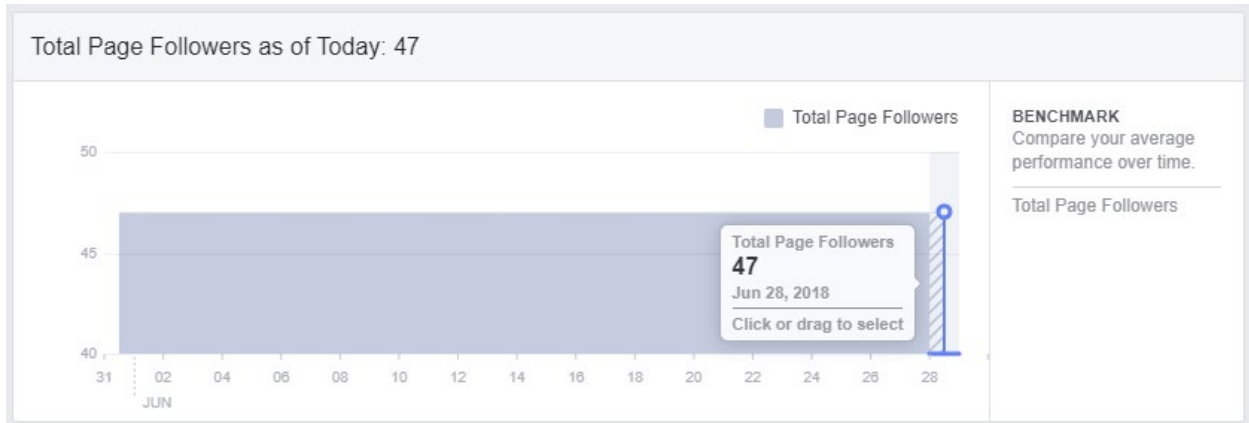 Total Page Followers as of Today: 47
Total Page Followers
BENCHMARK
Compare your average
performance over time.
Total Page Followers
50
45
40
Total Page Followers
47
Jun 28, 2018
Click or drag to select
31 02 04 06 08 10 12 14 16 18 20 22 24 26 28
JUN